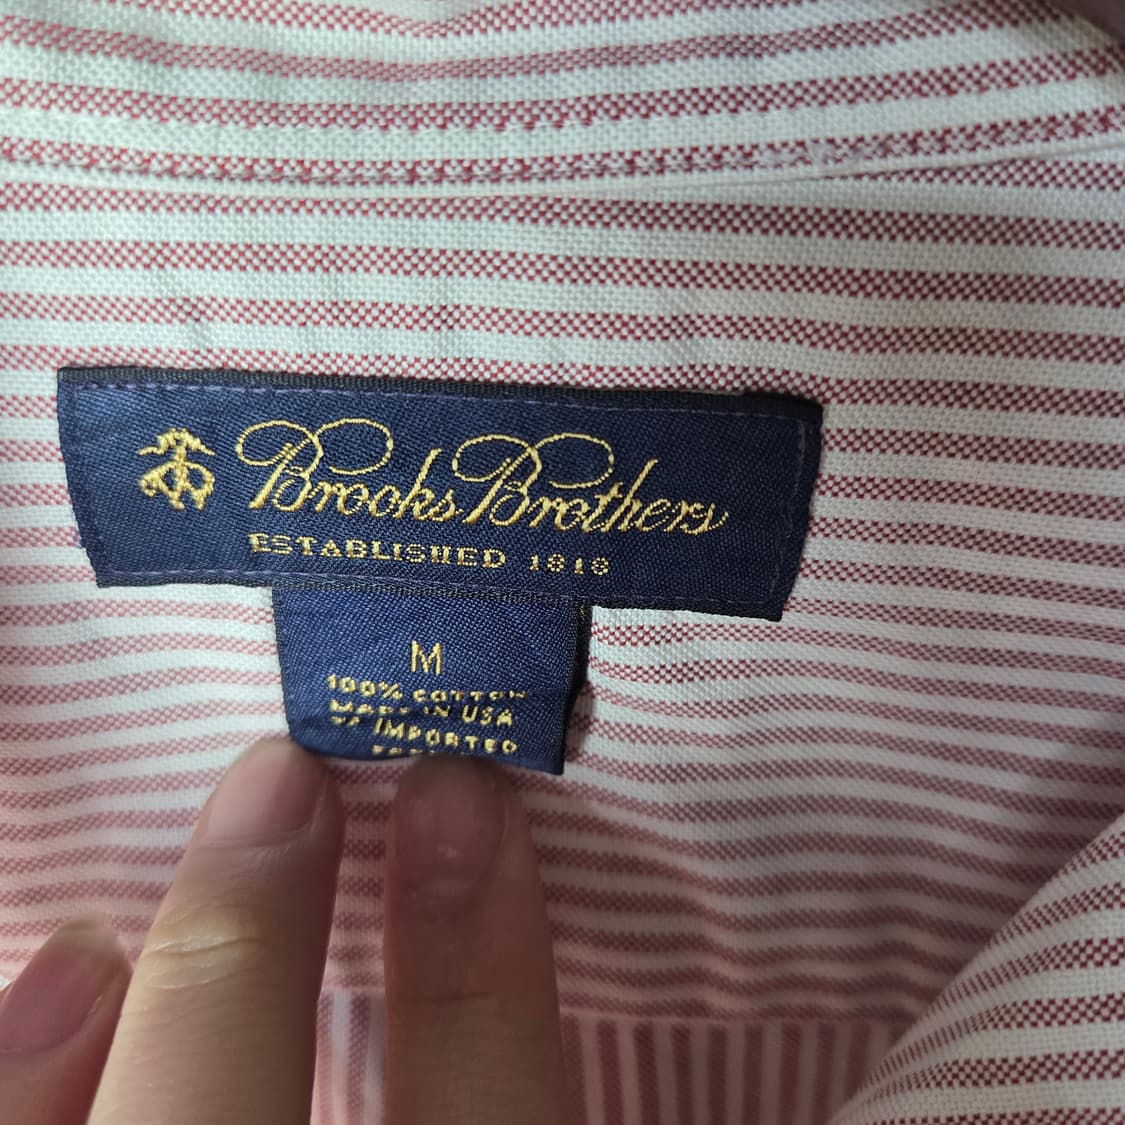 Brooks Brothers
ESTABLISHED 1818
M
100% COTTON
MADE IN USA
W/ IMPORTED